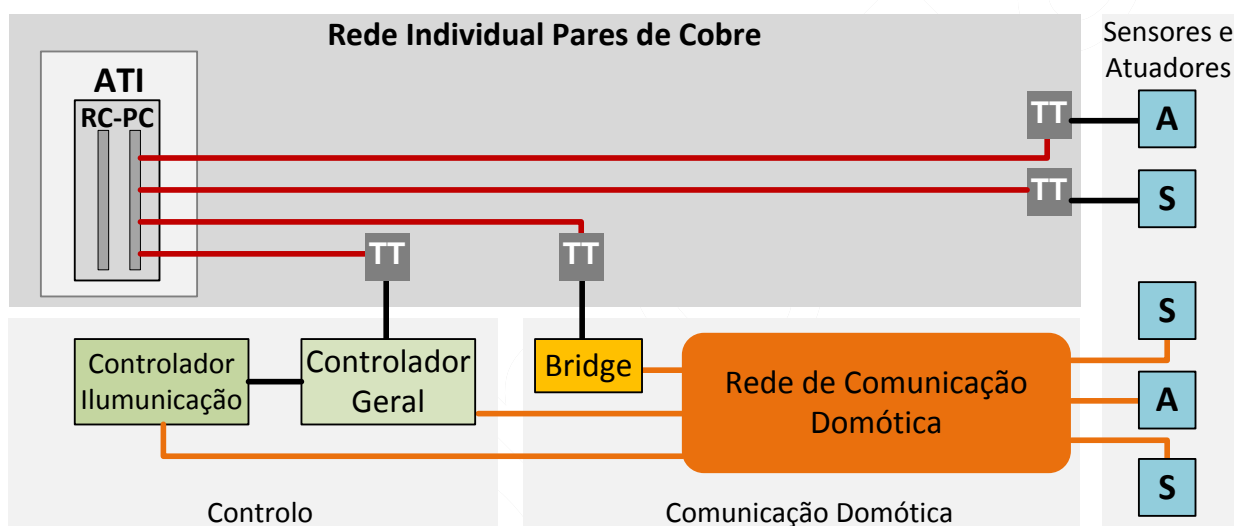 Rede Individual Pares de Cobre
Sensores e
Atuadores
ATI
RC-PC
TT
A
TT
S
TT
TT
S
Controlador
Ilumunicação
Controlador
Geral
Bridge
Rede de Comunicação
Domótica
A
S
Controlo
Comunicação Domótica